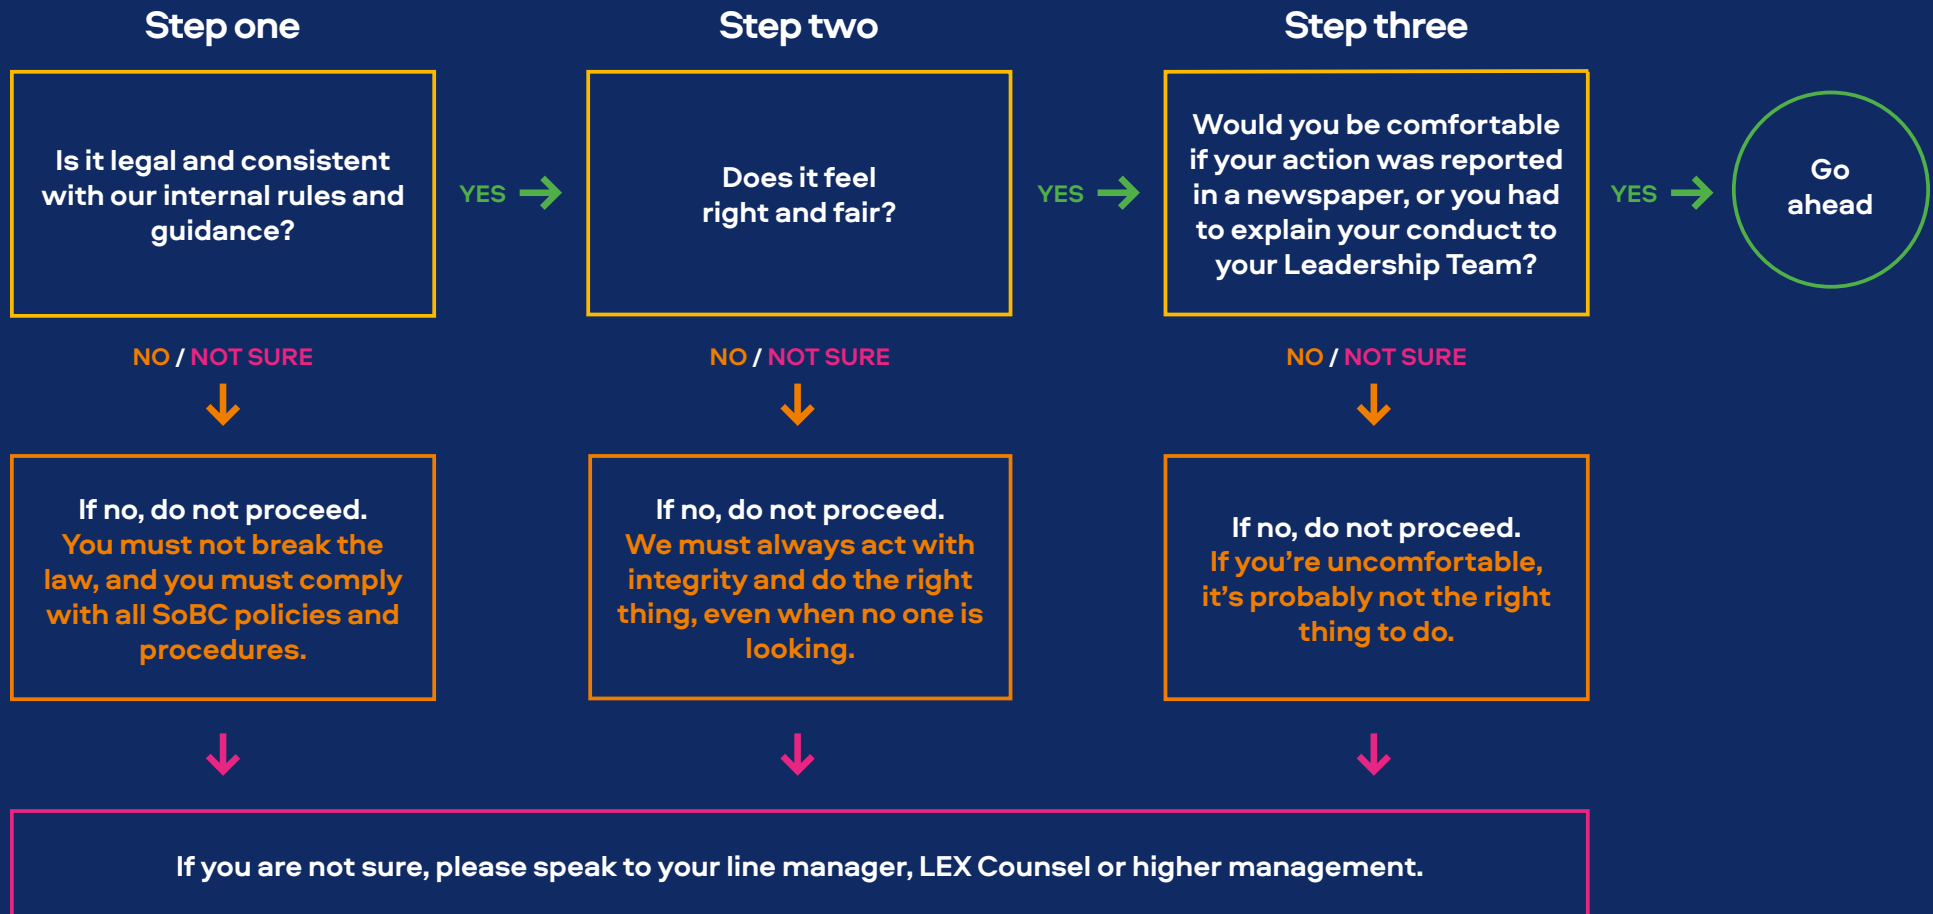 Step one
Is it legal and consistent
with our internal rules and
guidance?
YES
Step two
Does it feel
right and fair?
YES
Step three
Would you be comfortable
if your action was reported
in a newspaper, or you had
to explain your conduct to
your Leadership Team?
YES
Go
ahead
NO / NOT SURE
NO / NOT SURE
NO / NOT SURE
If no, do not proceed.
You must not break the
law, and you must comply
with all SoBC policies and
procedures.
If no, do not proceed.
We must always act with
integrity and do the right
thing, even when no one is
looking.
If no, do not proceed.
If you’re uncomfortable,
it’s probably not the right
thing to do.
If you are not sure, please speak to your line manager, LEX Counsel or higher management.